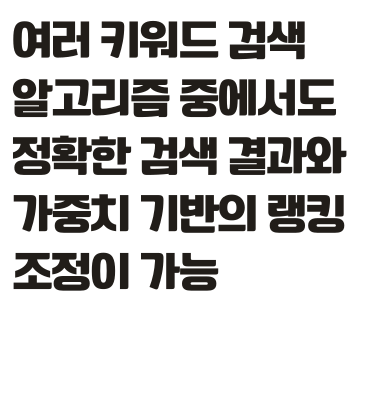 여러 키워드 검색
알고리즘 중에서도
정확한 검색 결과와
가중치 기반의 랭킹
조정이 가능